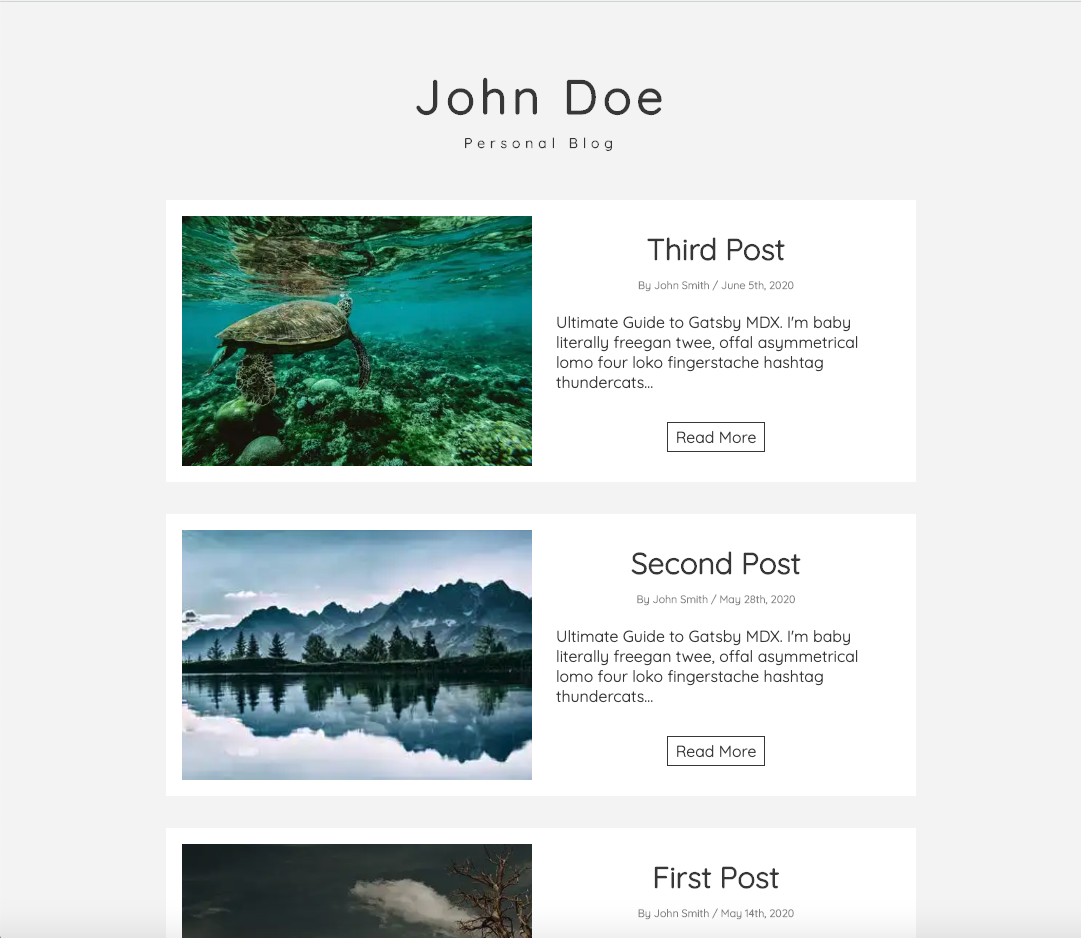 John Doe
Personal Blog
Third Post
By John Smith / June 5th, 2020
Ultimate Guide to Gatsby MDX. I'm baby
literally freegan twee, offal asymmetrical
lomo four loko fingerstache hashtag
thundercats...
Read More
Second Post
By John Smith / May 28th, 2020
Ultimate Guide to Gatsby MDX. I'm baby
literally freegan twee, offal asymmetrical
lomo four loko fingerstache hashtag
thundercats...
Read More
First Post
By John Smith / May 14th, 2020